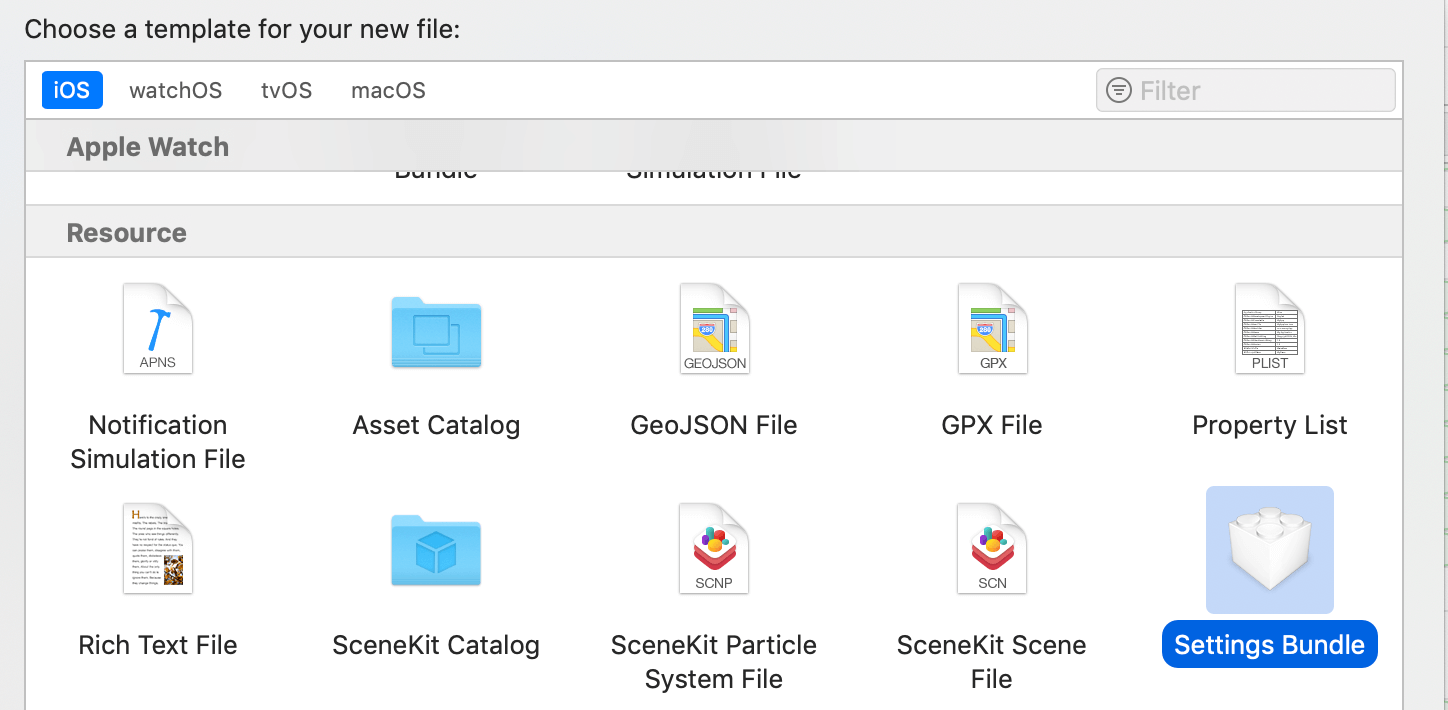 Choose a template for your new file:
iOS watchOS tvOS macOS Filter
Apple Watch
Bundle Simulation File
Resource
APNS GEOJSON GPX PLIST
280 280
Notification Asset Catalog GeoJSON File GPX File Property List
Simulation File
SCNP SCN
Rich Text File SceneKit Catalog SceneKit Particle SceneKit Scene Settings Bundle
System File File